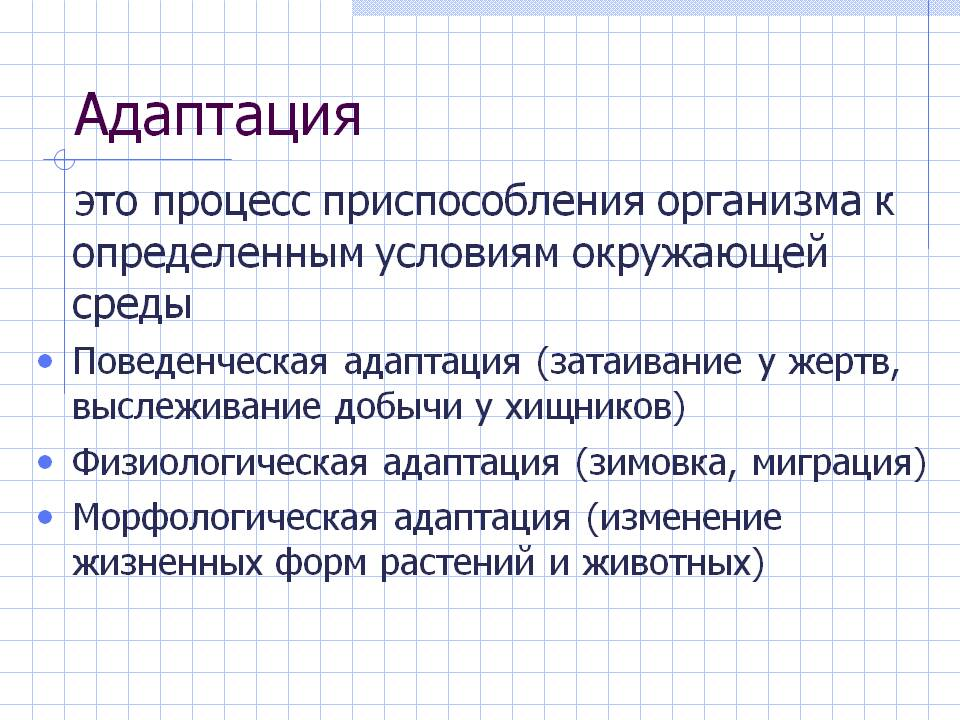 Адаптация
это процесс приспособления организма к
определенным условиям окружающей
среды
• Поведенческая адаптация (затаивание у жертв,
выслеживание добычи у хищников)
• Физиологическая адаптация (зимовка, миграция)
• Морфологическая адаптация (изменение
жизненных форм растений и животных)